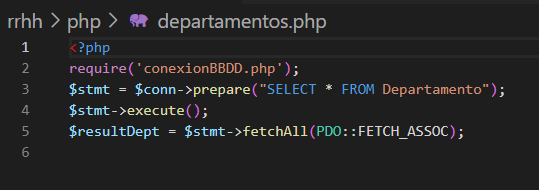 rrhh > php > departamentos.php
1 <?php
2 require('conexionBBDD.php');
3 $stmt = $conn->prepare("SELECT * FROM Departamento");
4 $stmt->execute();
5 $resultDept = $stmt->fetchAll(PDO::FETCH_ASSOC);
6